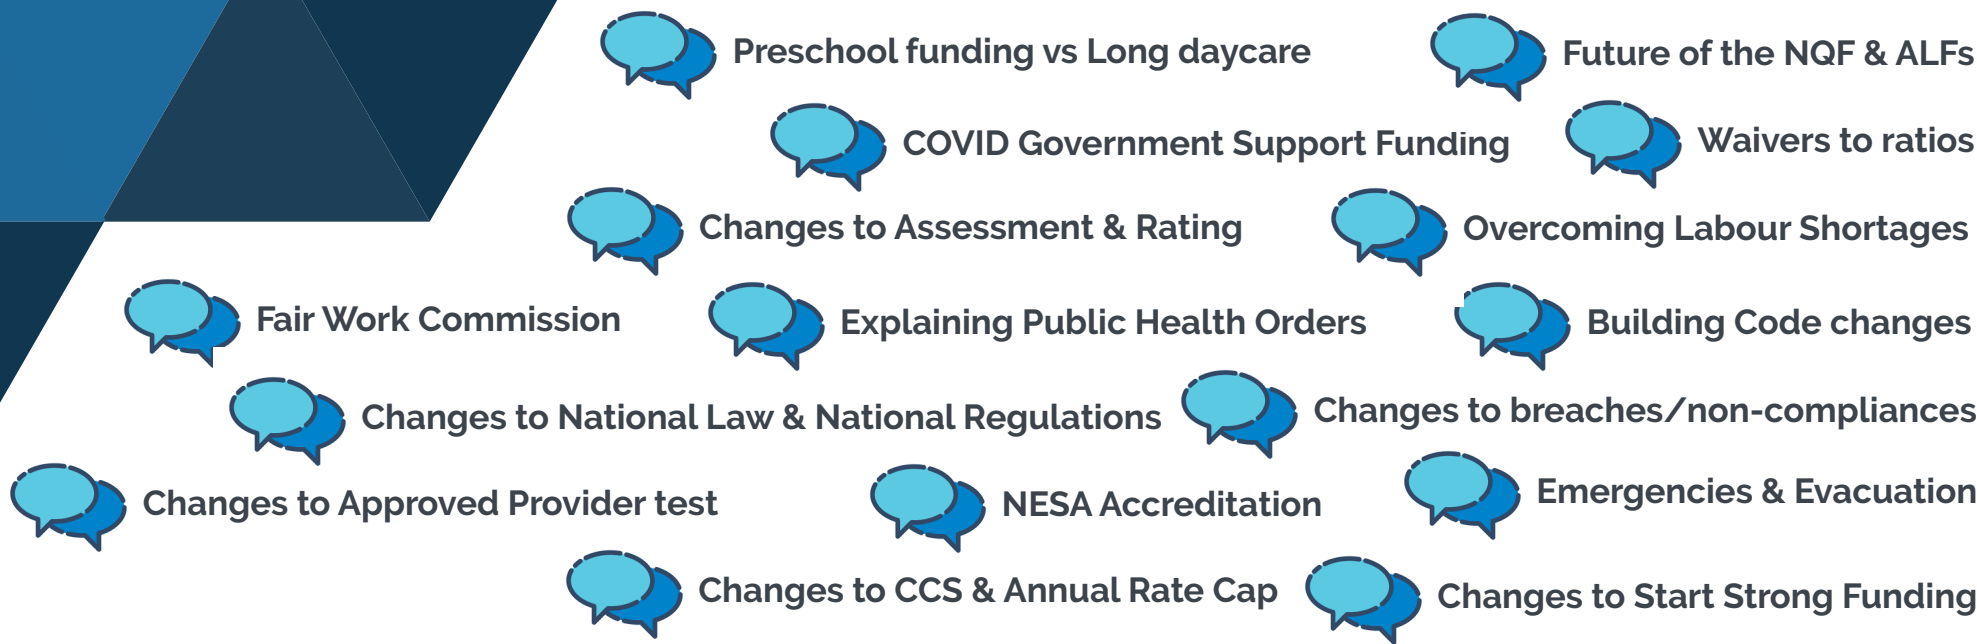 Preschool funding vs Long daycare
Future of the NQF & ALFs
COVID Government Support Funding
Waivers to ratios
Changes to Assessment & Rating
Overcoming Labour Shortages
Fair Work Commission
Explaining Public Health Orders
Building Code changes
Changes to National Law & National Regulations
Changes to breaches/non-compliances
Changes to Approved Provider test
NESA Accreditation
Emergencies & Evacuation
Changes to CCS & Annual Rate Cap
Changes to Start Strong Funding